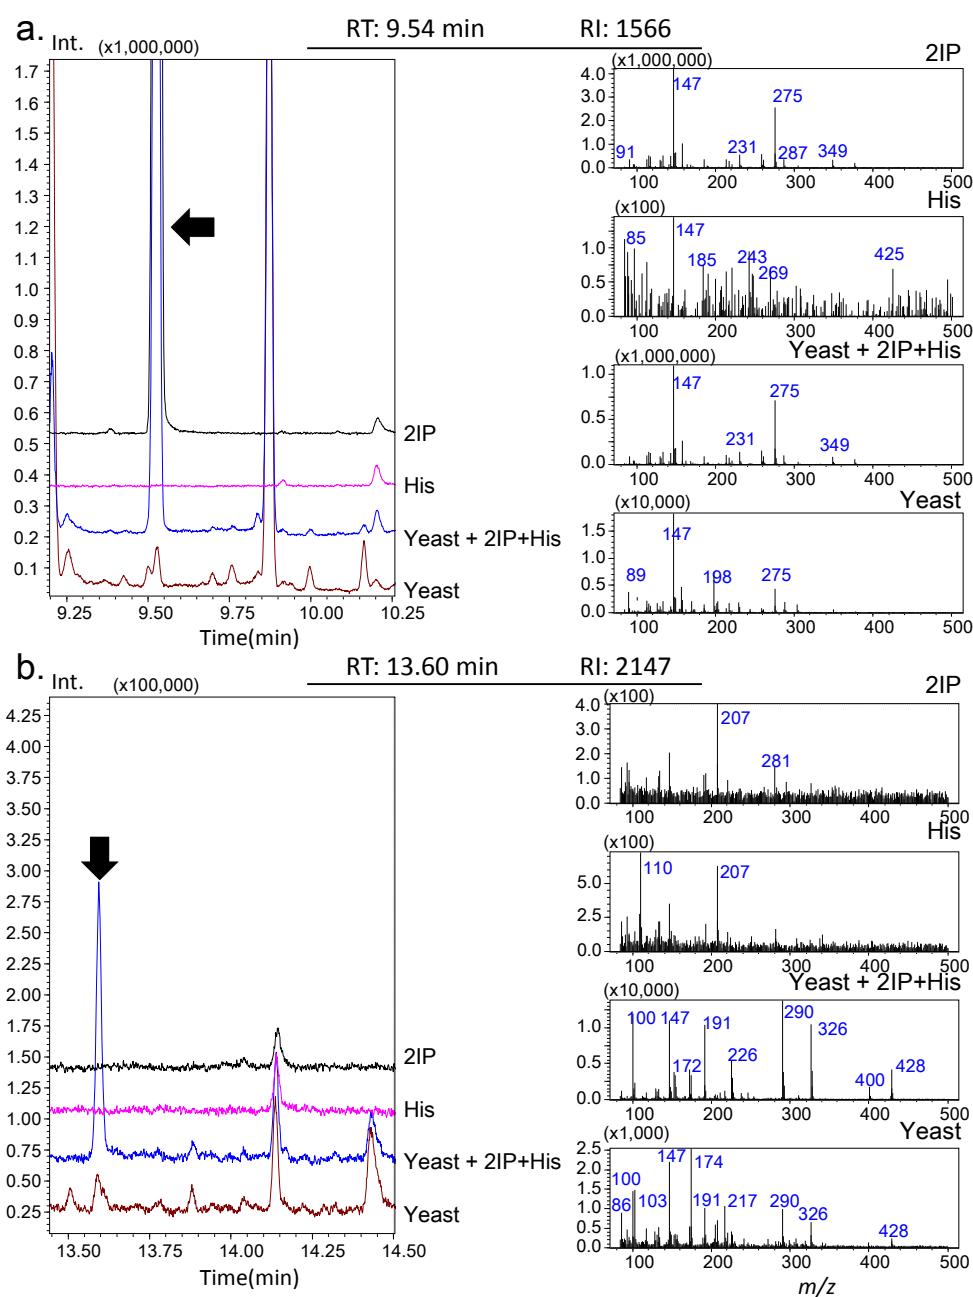 a.
RT: 9.54 min RI: 1566
Int. (x1,000,000)
1.7
1.6
1.5
1.4
1.3
1.2
1.1
1.0
0.9
0.8
0.7
0.6
0.5
0.4
0.3
0.2
0.1
2IP
His
Yeast + 2IP+His
Yeast
9.25 9.50 9.75 10.00 10.25
Time(min)
(x1,000,000) 2IP
4.0
3.0
2.0
1.0
0.0
147
275
91
231
287
349
100 200 300 400 500
His
(x100)
1.0
0.5
0.0
85
147
185
243
269
425
100 200 300 400 500
Yeast + 2IP+His
(x1,000,000)
1.0
0.5
0.0
147
275
231
349
100 200 300 400 500
Yeast
(x10,000)
1.5
1.0
0.5
0.0
147
89
198
275
100 200 300 400 500
b.
RT: 13.60 min RI: 2147
Int. (x100,000)
4.25
4.00
3.75
3.50
3.25
3.00
2.75
2.50
2.25
2.00
1.75
1.50
1.25
1.00
0.75
0.50
0.25
2IP
His
Yeast + 2IP+His
Yeast
13.50 13.75 14.00 14.25 14.50
Time(min)
2IP
(x100)
4.0
3.0
2.0
1.0
0.0
207
281
100 200 300 400 500
His
(x100)
5.0
2.5
0.0
110
207
100 200 300 400 500
Yeast + 2IP+His
(x10,000)
1.0
0.5
0.0
100
147
172
191
226
290
326
400
428
100 200 300 400 500
Yeast
(x1,000)
2.5
2.0
1.5
1.0
0.5
0.0
86
100
103
147
174
191
217
290
326
428
100 200 300 400 500
m/z